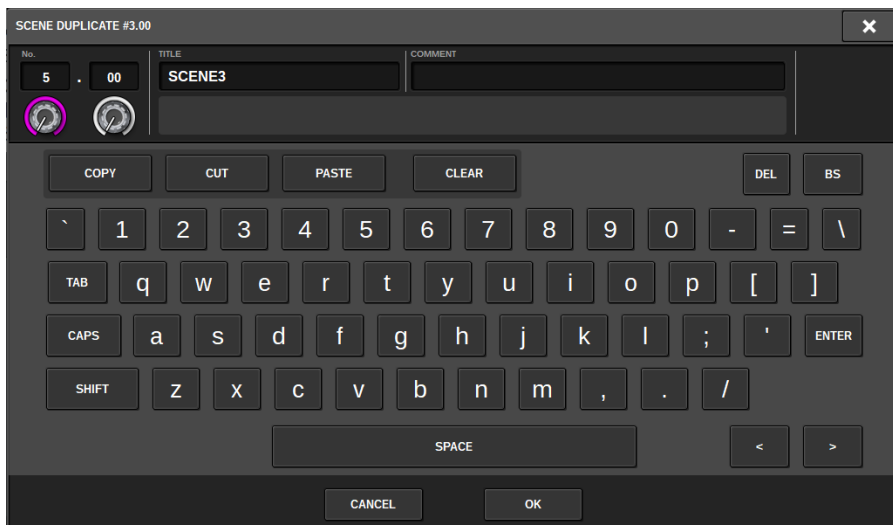 SCENE DUPLICATE #3.00
×
No. TITLE COMMENT
5 . 00 SCENE3
COPY CUT PASTE CLEAR DEL BS
` 1 2 3 4 5 6 7 8 9 0 - = \
TAB q w e r t y u i o p [ ]
CAPS a s d f g h j k l ; ' ENTER
SHIFT z x c v b n m , . /
SPACE < >
CANCEL OK